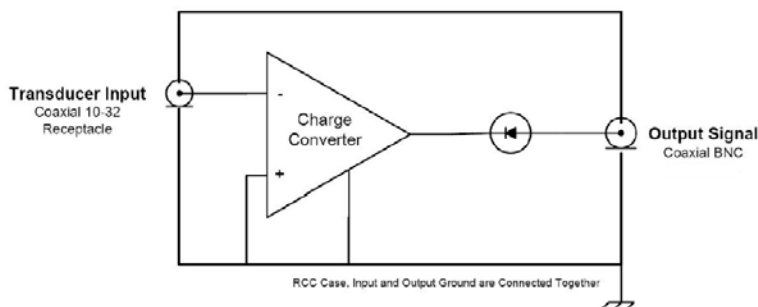 Transducer Input
Coaxial 10-32
Receptacle
-
Charge
Converter
+
Output Signal
Coaxial BNC
RCC Case, Input and Output Ground are Connected Together